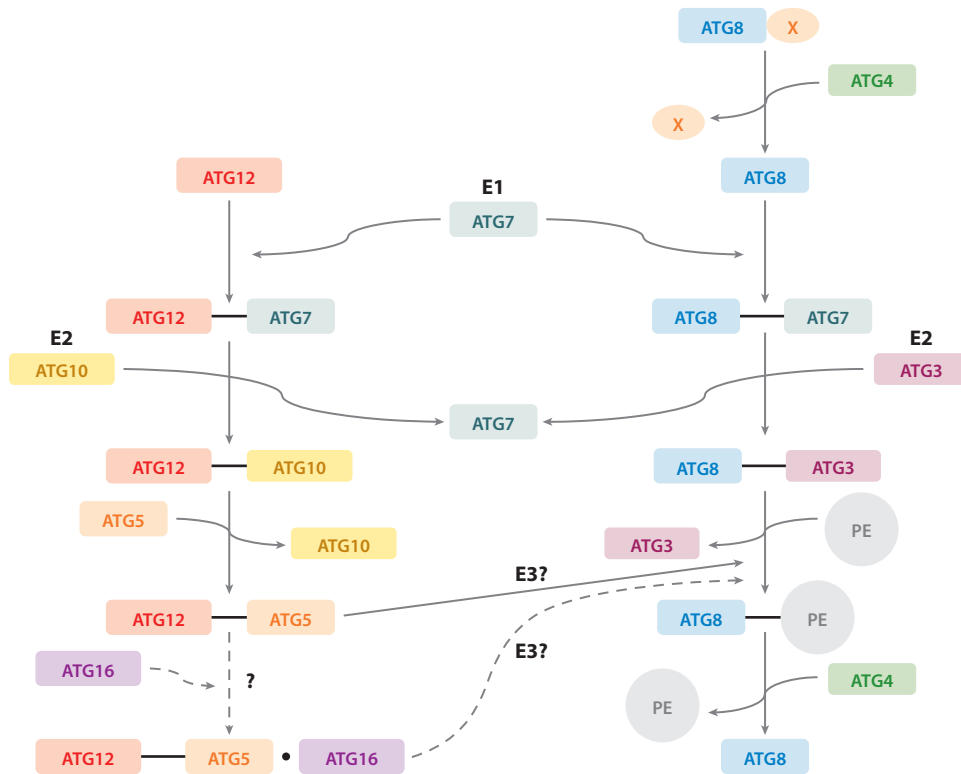 ATG8 X
ATG4
X
ATG12 ATG8
E1
ATG7
ATG12 ATG7 ATG8 ATG7
E2 E2
ATG10 ATG3
ATG7
ATG12 ATG10 ATG8 ATG3
ATG5 PE
ATG10 ATG3
E3?
ATG12 ATG5 ATG8 PE
E3?
ATG16 ? ATG4
PE
ATG12 ATG5 • ATG16 ATG8